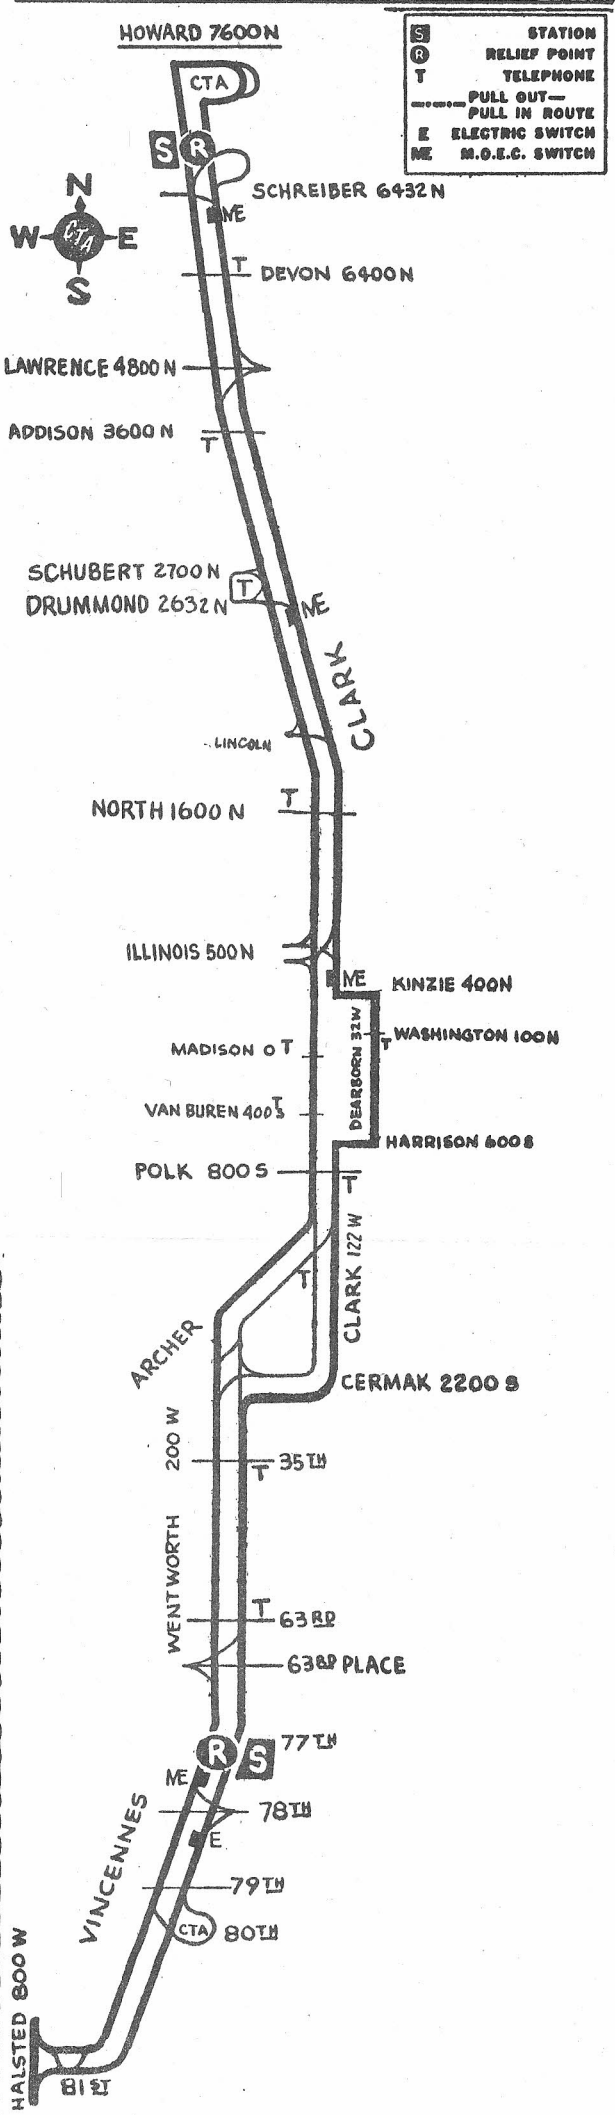 HOWARD 7600N
S STATION
R RELIEF POINT
T TELEPHONE
PULL OUT—
PULL IN ROUTE
E ELECTRIC SWITCH
ME M.O.E.C. SWITCH
CTA
S R
SCHREIBER 6432N
ME
N
W CTA E
S
T
DEVON 6400N
LAWRENCE 4800N
ADDISON 3600N
T
SCHUBERT 2700N
T
DRUMMOND 2632N
ME
CLARK
LINCOLN
T
NORTH 1600N
ILLINOIS 500N
ME
KINZIE 400N
DEARBORN 32W
WASHINGTON 100N
T
MADISON 0 T
VAN BUREN 400S
T
HARRISON 600S
POLK 800S
T
CLARK 122W
T
ARCHER
CERMAK 2200S
200W
35TH
T
WENTWORTH
T
63RD
63RD PLACE
77TH
R S
ME
78TH
E
VINCENNES
79TH
CTA
80TH
HALSTED 800W
81ST